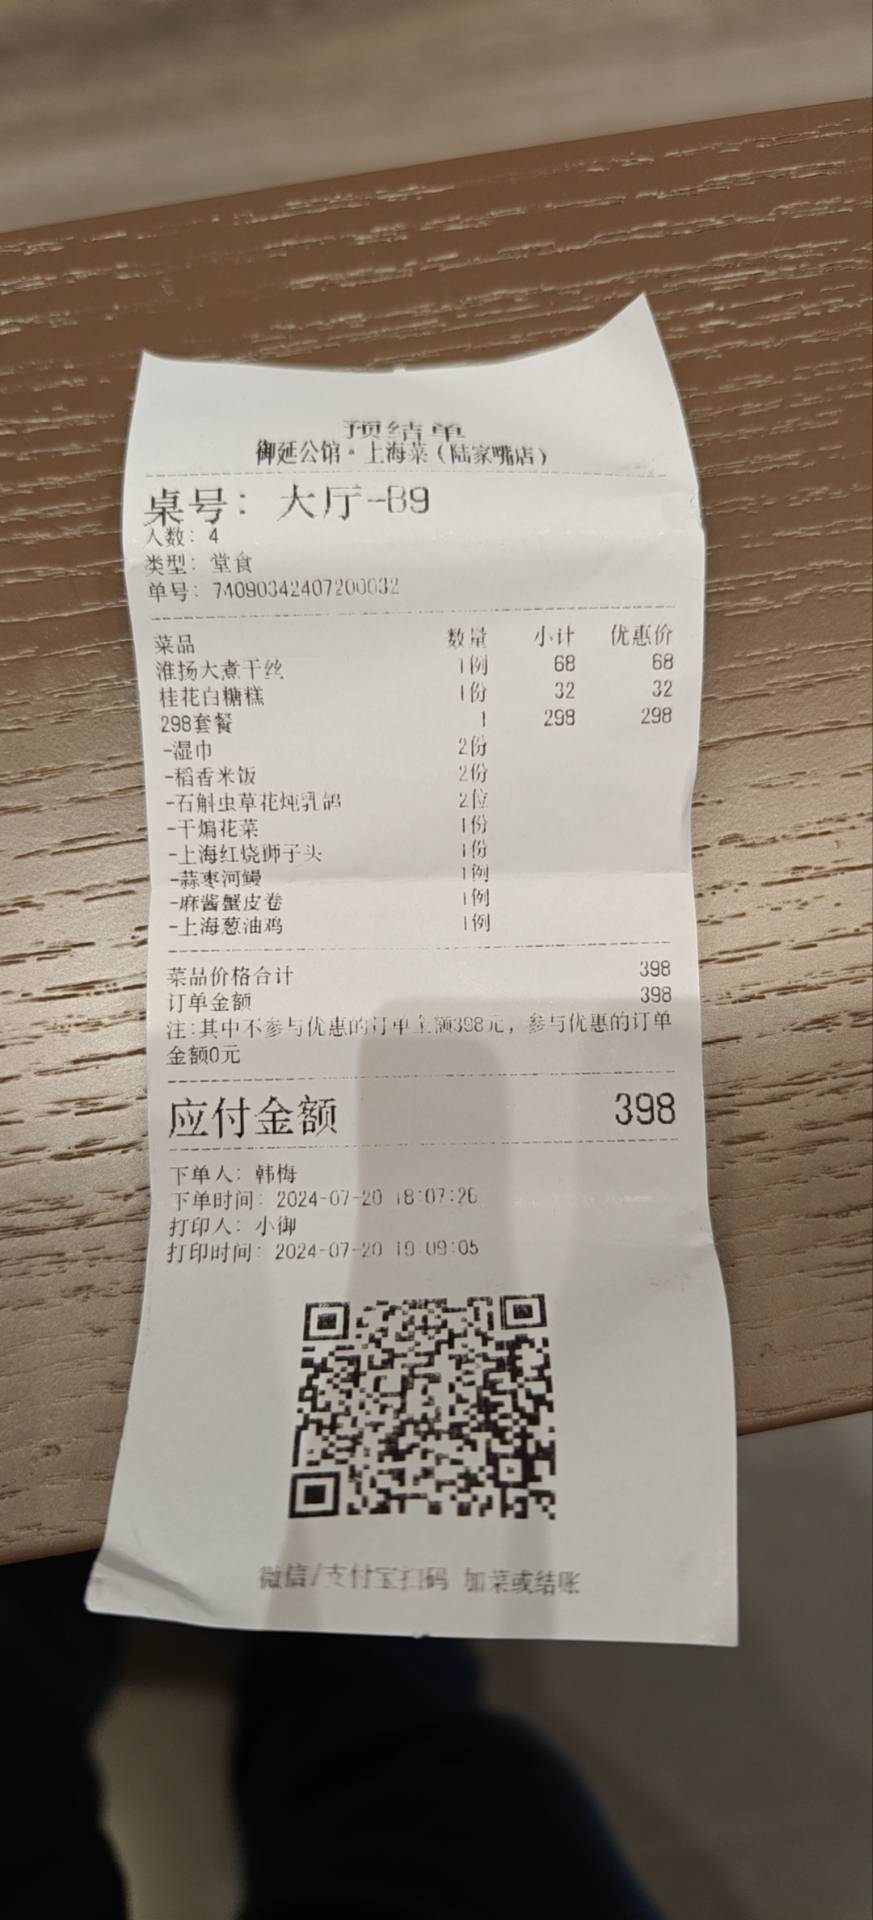 预结单
御延公馆·上海菜（陆家嘴店）
桌号：大厅-B9
人数：4
类型：堂食
单号：74090342407200032
菜品 数量 小计 优惠价
淮扬大煮干丝 1例 68 68
桂花白糖糕 1份 32 32
298套餐 1 298 298
-湿巾 2份
-稻香米饭 2份
-石斛虫草花炖乳鸽 2位
-干煸花菜 1份
-上海红烧狮子头 1份
-蒜枣河鳗 1例
-麻酱蟹皮卷 1例
-上海葱油鸡 1例
菜品价格合计 398
订单金额 398
注：其中不参与优惠的订单金额398元，参与优惠的订单
金额0元
应付金额 398
下单人：韩梅
下单时间：2024-07-20 18:07:26
打印人：小御
打印时间：2024-07-20 19:09:05
微信/支付宝扫码 加菜或结账